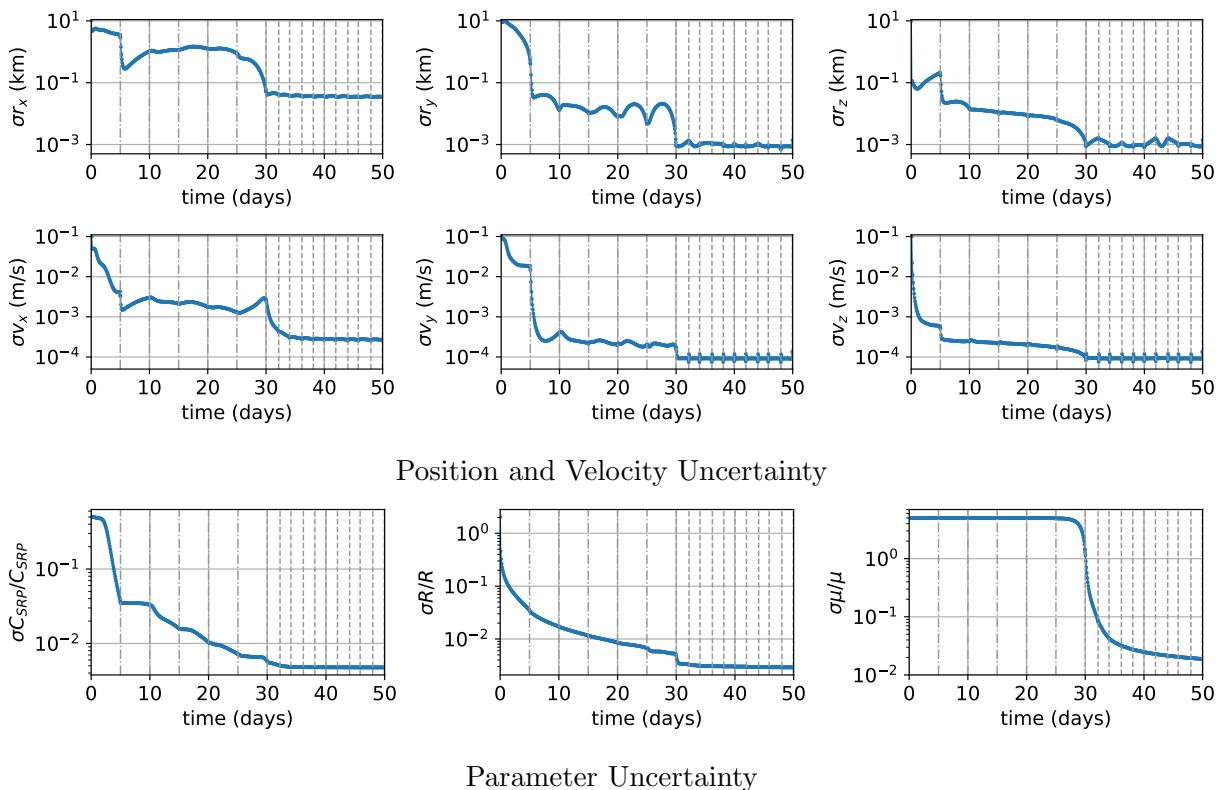 σr_x (km)
10^1
10^-1
10^-3
0 10 20 30 40 50
time (days)
σr_y (km)
10^1
10^-1
10^-3
0 10 20 30 40 50
time (days)
σr_z (km)
10^1
10^-1
10^-3
0 10 20 30 40 50
time (days)
σv_x (m/s)
10^-1
10^-2
10^-3
10^-4
0 10 20 30 40 50
time (days)
σv_y (m/s)
10^-1
10^-2
10^-3
10^-4
0 10 20 30 40 50
time (days)
σv_z (m/s)
10^-1
10^-2
10^-3
10^-4
0 10 20 30 40 50
time (days)
Position and Velocity Uncertainty
σC_SRP/C_SRP
10^-1
10^-2
0 10 20 30 40 50
time (days)
σR/R
10^0
10^-1
10^-2
0 10 20 30 40 50
time (days)
σμ/μ
10^0
10^-1
10^-2
0 10 20 30 40 50
time (days)
Parameter Uncertainty